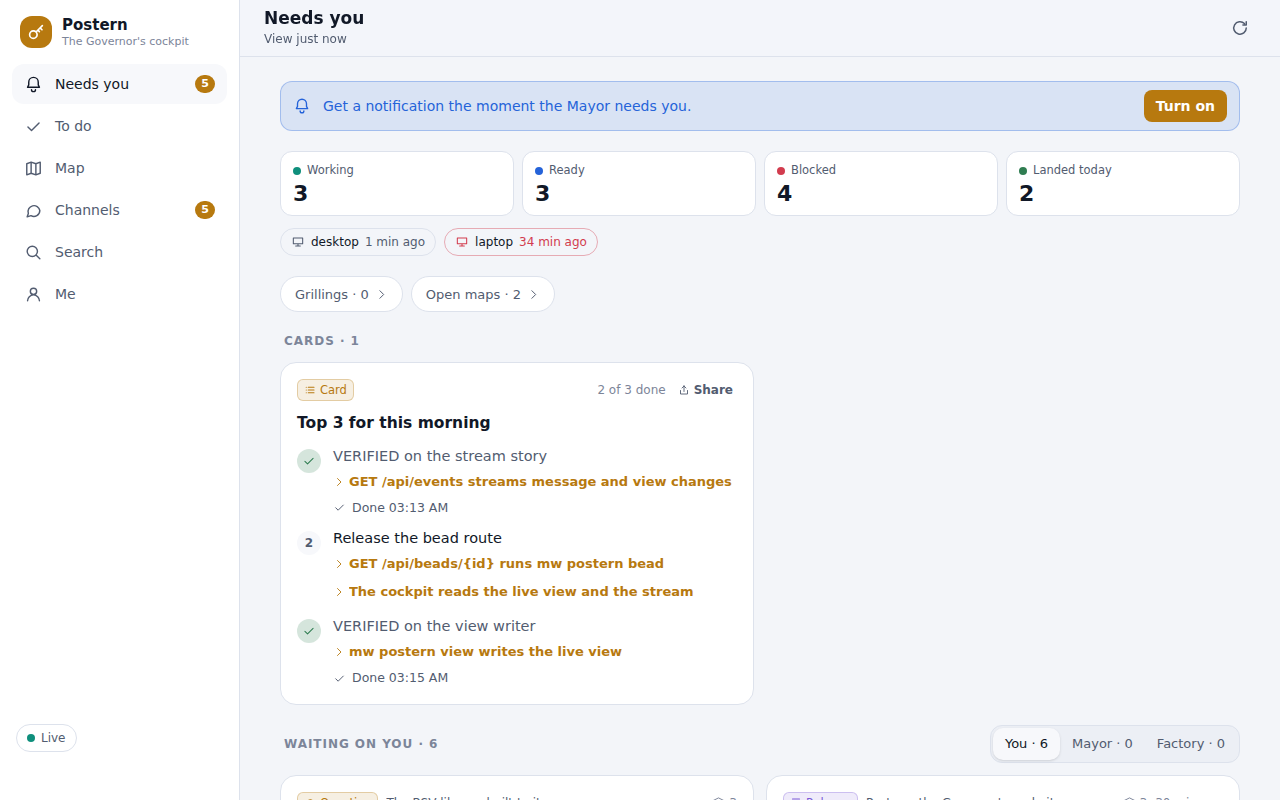 Postern
The Governor's cockpit
Needs you 5
To do
Map
Channels 5
Search
Me
Live
Needs you
View just now
Get a notification the moment the Mayor needs you.
Turn on
Working
3
Ready
3
Blocked
4
Landed today
2
desktop 1 min ago
laptop 34 min ago
Grillings · 0
Open maps · 2
CARDS · 1
Card
2 of 3 done
Share
Top 3 for this morning
VERIFIED on the stream story
GET /api/events streams message and view changes
Done 03:13 AM
2 Release the bead route
GET /api/beads/{id} runs mw postern bead
The cockpit reads the live view and the stream
VERIFIED on the view writer
mw postern view writes the live view
Done 03:15 AM
WAITING ON YOU · 6
You · 6
Mayor · 0
Factory · 0